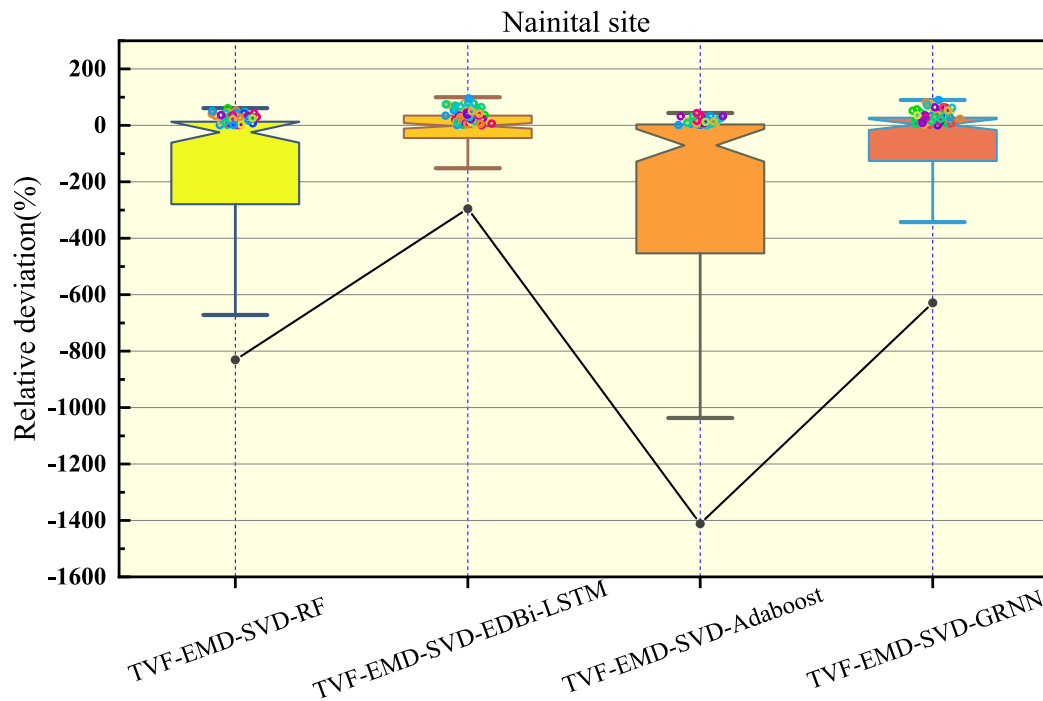 Nainital site
Relative deviation(%)
200
0
-200
-400
-600
-800
-1000
-1200
-1400
-1600
TVF-EMD-SVD-RF
TVF-EMD-SVD-EDBi-LSTM
TVF-EMD-SVD-Adaboost
TVF-EMD-SVD-GRNN